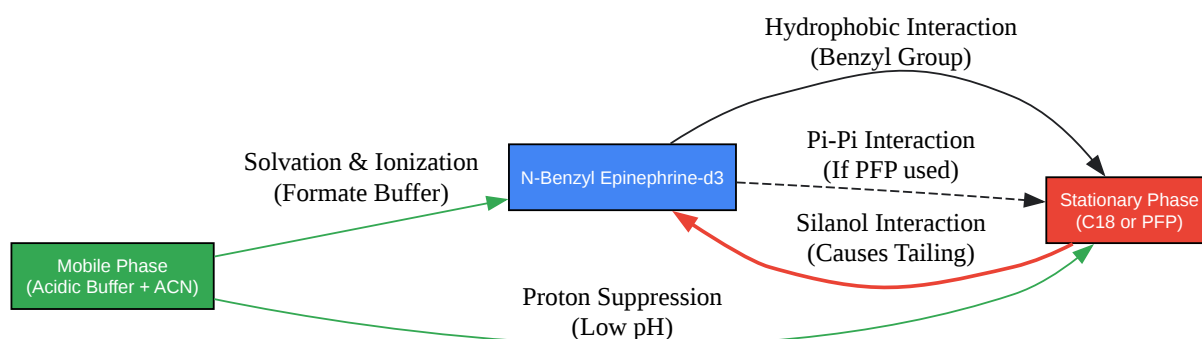 Hydrophobic Interaction
(Benzyl Group)
Solvation & Ionization
(Formate Buffer)
N-Benzyl Epinephrine-d3
Pi-Pi Interaction
(If PFP used)
Stationary Phase
(C18 or PFP)
Silanol Interaction
(Causes Tailing)
Mobile Phase
(Acidic Buffer + ACN)
Proton Suppression
(Low pH)